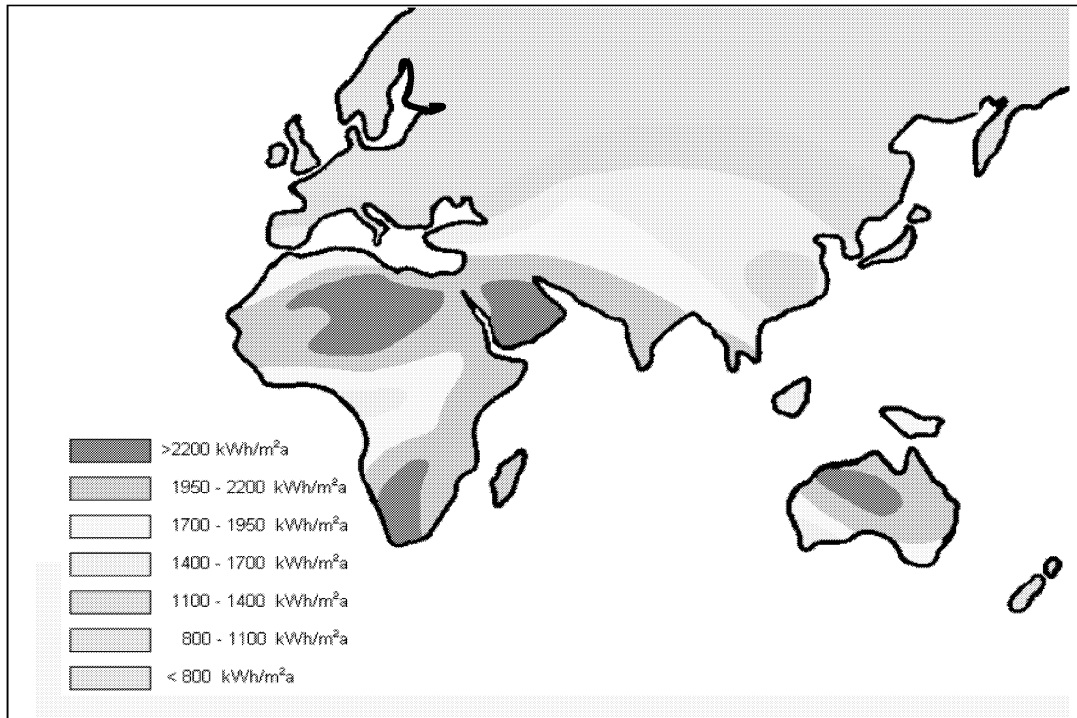 >2200 kWh/m²a
1950 - 2200 kWh/m²a
1700 - 1950 kWh/m²a
1400 - 1700 kWh/m²a
1100 - 1400 kWh/m²a
800 - 1100 kWh/m²a
< 800 kWh/m²a